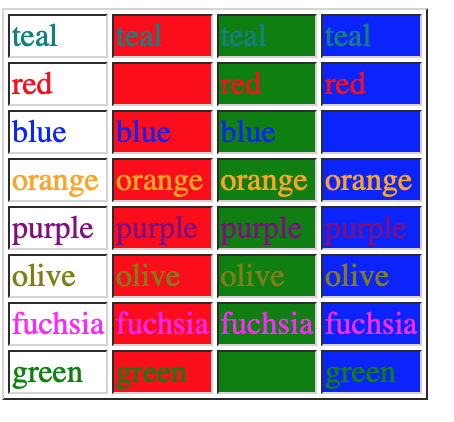 teal teal teal teal
red red red
blue blue blue
orange orange orange orange
purple purple purple purple
olive olive olive olive
fuchsia fuchsia fuchsia fuchsia
green green green